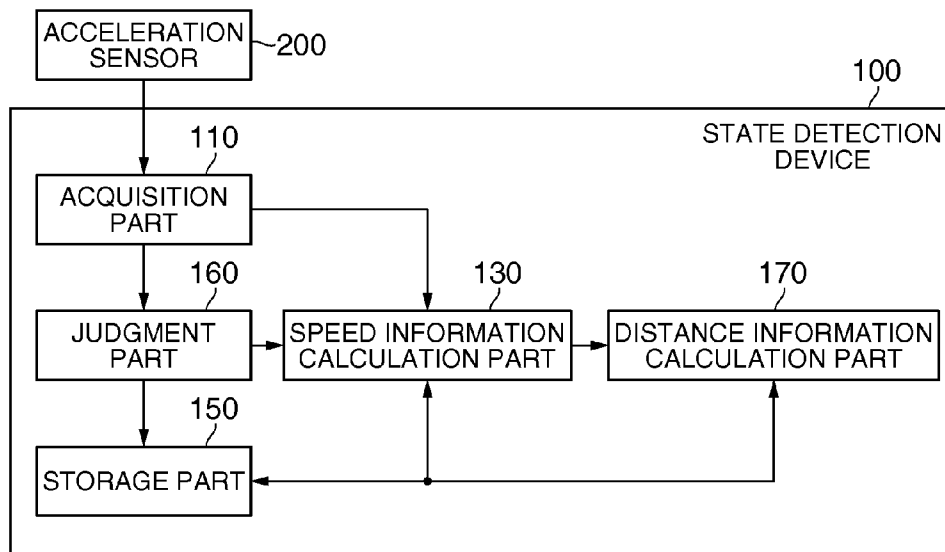 ACCELERATION
SENSOR
200
100
STATE DETECTION
DEVICE
110
ACQUISITION
PART
160
JUDGMENT
PART
130
SPEED INFORMATION
CALCULATION PART
170
DISTANCE INFORMATION
CALCULATION PART
150
STORAGE PART